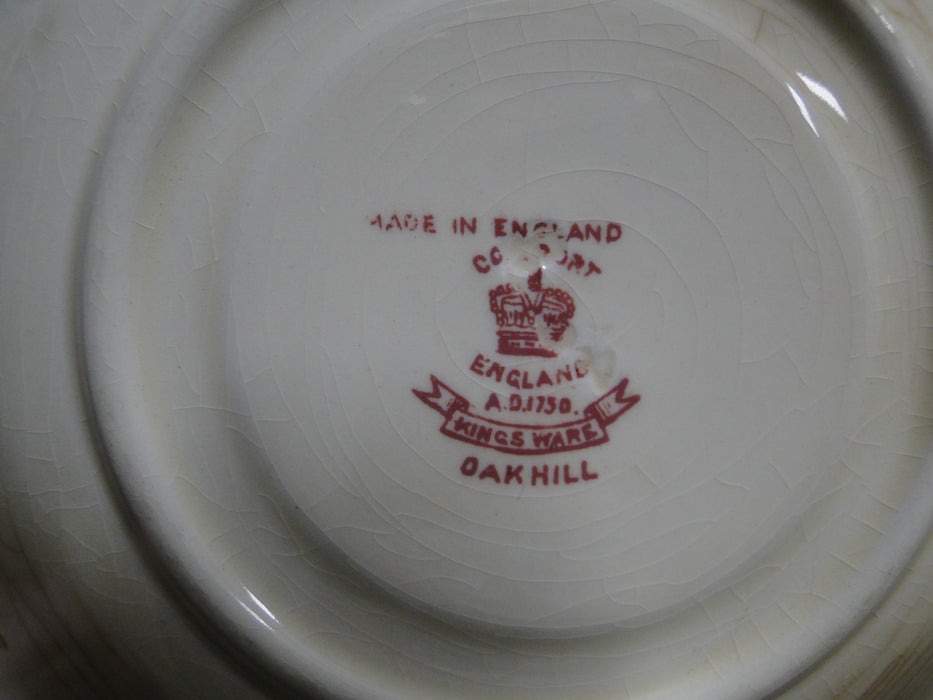 MADE IN ENGLAND
ENGLAND
A.D.1750.
KINGS WARE
OAKHILL